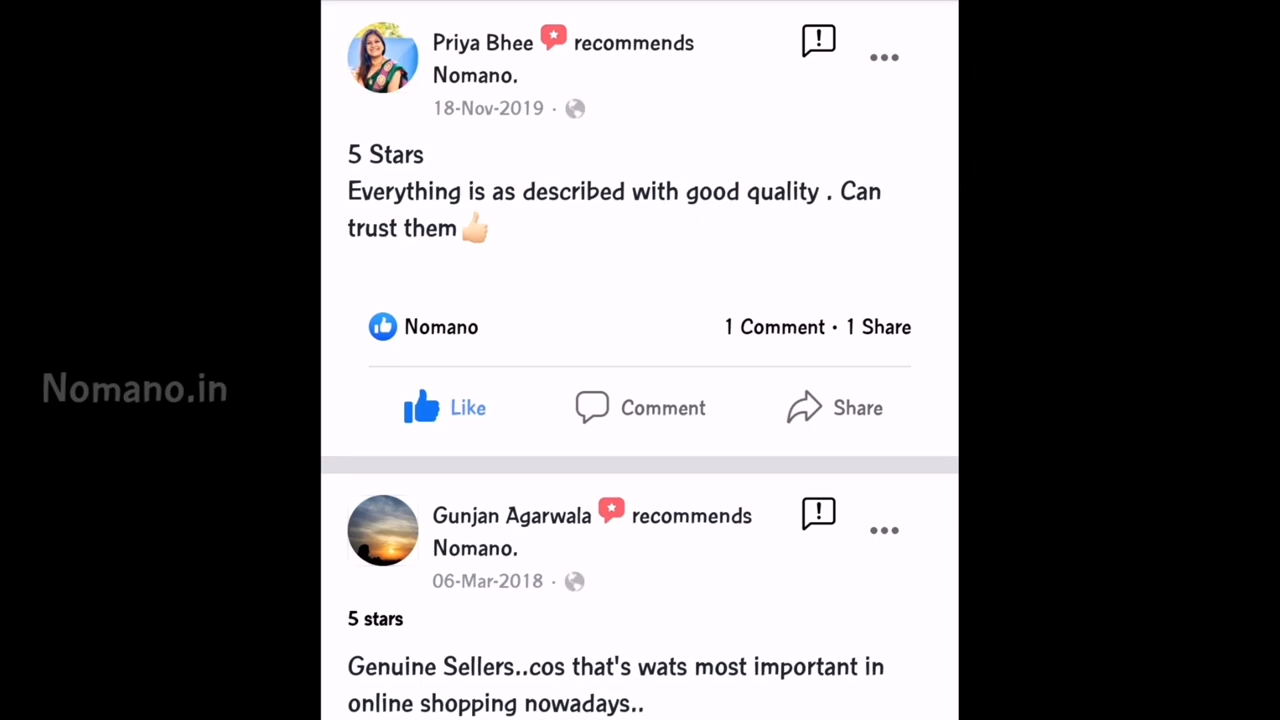 Priya Bhee recommends
Nomano.
18-Nov-2019 ·
5 Stars
Everything is as described with good quality . Can
trust them
Nomano 1 Comment · 1 Share
Like Comment Share
Nomano.in
Gunjan Agarwala recommends
Nomano.
06-Mar-2018 ·
5 stars
Genuine Sellers..cos that's wats most important in
online shopping nowadays..